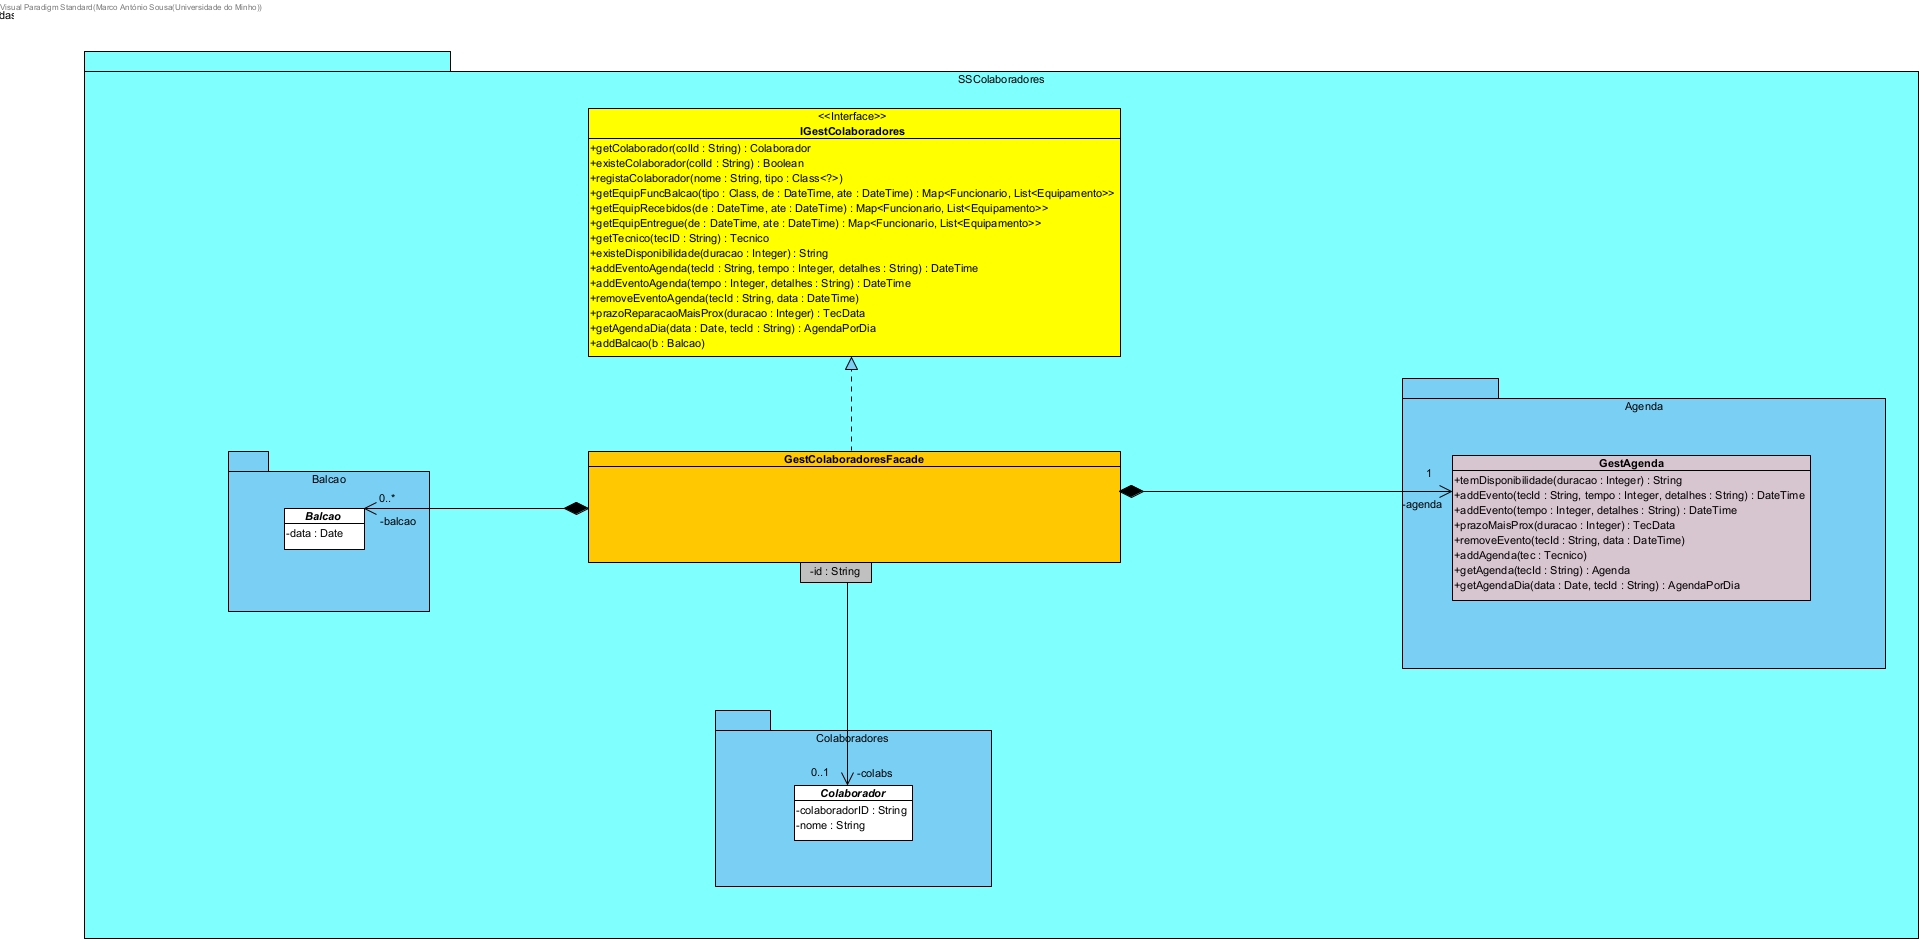 Visual Paradigm Standard(Marco António Sousa(Universidade do Minho))
das
SSColaboradores
<<Interface>>
IGestColaboradores
+getColaborador(colId : String) : Colaborador
+existeColaborador(colId : String) : Boolean
+registaColaborador(nome : String, tipo : Class<?>)
+getEquipFuncBalcao(tipo : Class, de : DateTime, ate : DateTime) : Map<Funcionario, List<Equipamento>>
+getEquipRecebidos(de : DateTime, ate : DateTime) : Map<Funcionario, List<Equipamento>>
+getEquipEntregue(de : DateTime, ate : DateTime) : Map<Funcionario, List<Equipamento>>
+getTecnico(tecID : String) : Tecnico
+existeDisponibilidade(duracao : Integer) : String
+addEventoAgenda(tecId : String, tempo : Integer, detalhes : String) : DateTime
+addEventoAgenda(tempo : Integer, detalhes : String) : DateTime
+removeEventoAgenda(tecId : String, data : DateTime)
+prazoReparacaoMaisProx(duracao : Integer) : TecData
+getAgendaDia(data : Date, tecId : String) : AgendaPorDia
+addBalcao(b : Balcao)
Balcao
0..*
-balcao
Balcao
-data : Date
GestColaboradoresFacade
-id : String
Agenda
1
-agenda
GestAgenda
+temDisponibilidade(duracao : Integer) : String
+addEvento(tecId : String, tempo : Integer, detalhes : String) : DateTime
+addEvento(tempo : Integer, detalhes : String) : DateTime
+prazoMaisProx(duracao : Integer) : TecData
+removeEvento(tecId : String, data : DateTime)
+addAgenda(tec : Tecnico)
+getAgenda(tecId : String) : Agenda
+getAgendaDia(data : Date, tecId : String) : AgendaPorDia
Colaboradores
0..1
-colabs
Colaborador
-colaboradorID : String
-nome : String